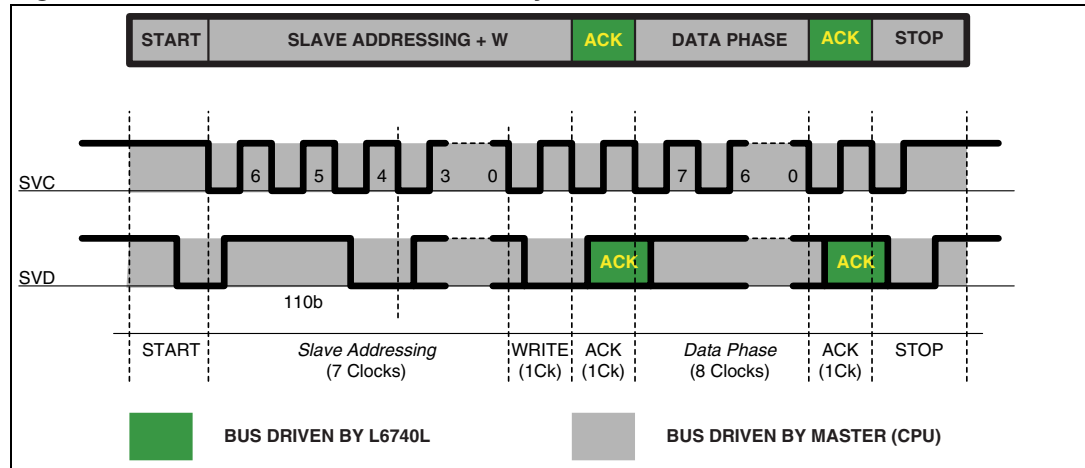 START SLAVE ADDRESSING + W ACK DATA PHASE ACK STOP
SVC 6 5 4 3 0 7 6 0
SVD ACK ACK
110b
START Slave Addressing WRITE ACK Data Phase ACK STOP
(7 Clocks) (1Ck) (1Ck) (8 Clocks) (1Ck)
BUS DRIVEN BY L6740L BUS DRIVEN BY MASTER (CPU)